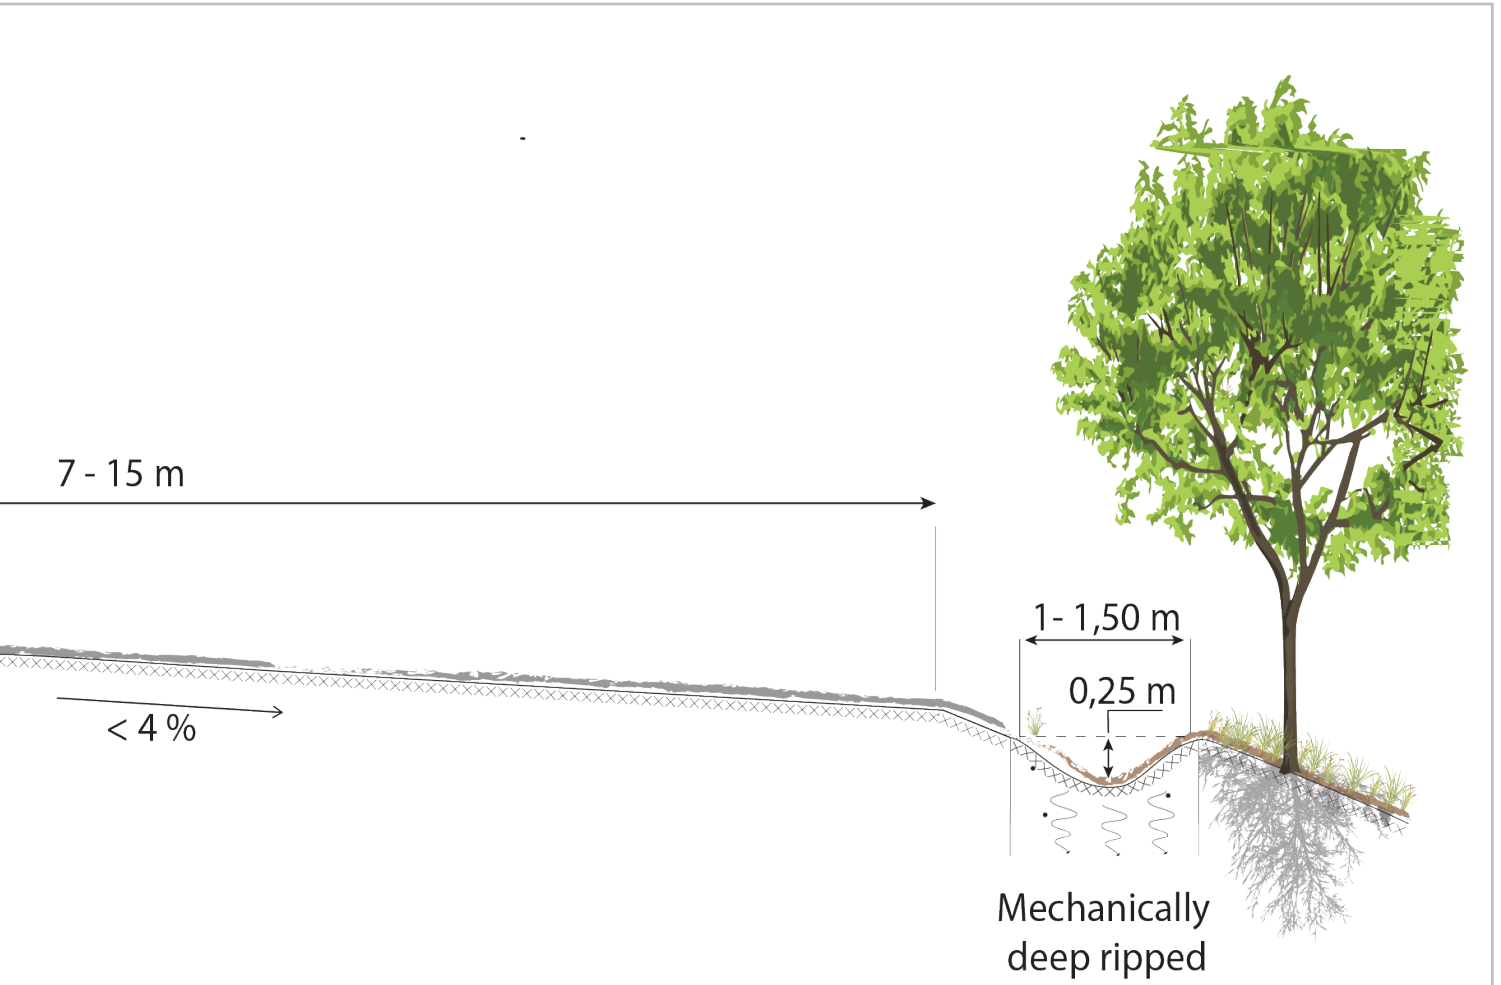 7 - 15 m
1- 1,50 m
0,25 m
< 4 %
Mechanically
deep ripped